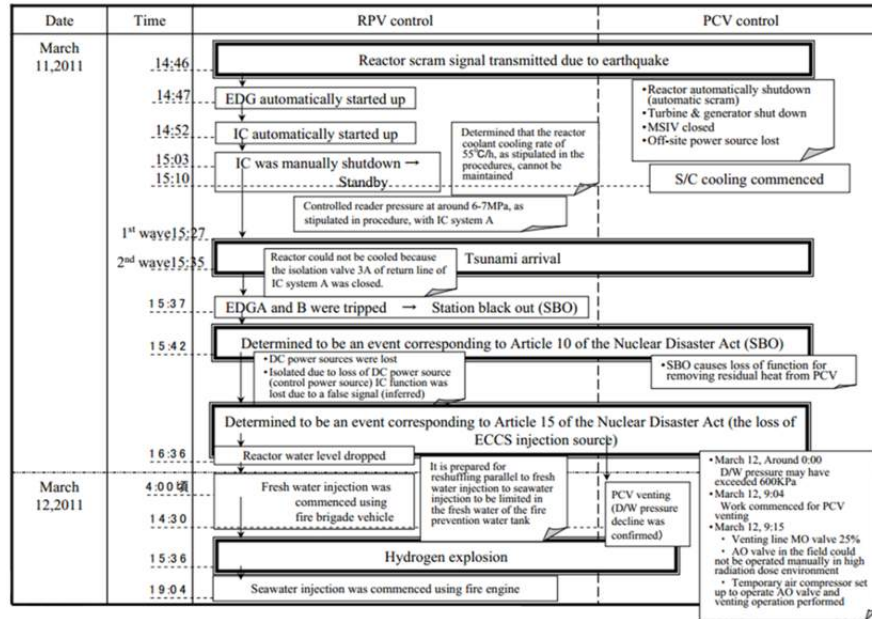 Date
Time
RPV control
PCV control
March
11,2011
14:46
Reactor scram signal transmitted due to earthquake
14:47
EDG automatically started up
•Reactor automatically shutdown
(automatic scram)
•Turbine & generator shut down
•MSIV closed
•Off-site power source lost
14:52
IC automatically started up
Determined that the reactor
coolant cooling rate of
55℃/h, as stipulated in the
procedures, cannot be
maintained
15:03
IC was manually shutdown →
Standby
15:10
S/C cooling commenced
Controlled reader pressure at around 6-7MPa, as
stipulated in procedure, with IC system A
1st wave15:27
2nd wave15:35
Tsunami arrival
Reactor could not be cooled because
the isolation valve 3A of return line of
IC system A was closed.
15:37
EDGA and B were tripped → Station black out (SBO)
15:42
Determined to be an event corresponding to Article 10 of the Nuclear Disaster Act (SBO)
• DC power sources were lost
• Isolated due to loss of DC power source
(control power source) IC function was
lost due to a false signal (inferred)
•SBO causes loss of function for
removing residual heat from PCV
Determined to be an event corresponding to Article 15 of the Nuclear Disaster Act (the loss of
ECCS injection source)
16:36
Reactor water level dropped
March
12,2011
4:00頃
Fresh water injection was
commenced using
fire brigade vehicle
14:30
It is prepared for
reshuffling parallel to fresh
water injection to seawater
injection to be limited in
the fresh water of the fire
prevention water tank
PCV venting
(D/W pressure
decline was
confirmed)
• March 12, Around 0:00
D/W pressure may have
exceeded 600KPa
• March 12, 9:04
Work commenced for PCV
venting
• March 12, 9:15
・ Venting line MO valve 25%
・ AO valve in the field could
not be operated manually in high
radiation dose environment
・ Temporary air compressor set
up to operate AO valve and
venting operation performed
15:36
Hydrogen explosion
19:04
Seawater injection was commenced using fire engine